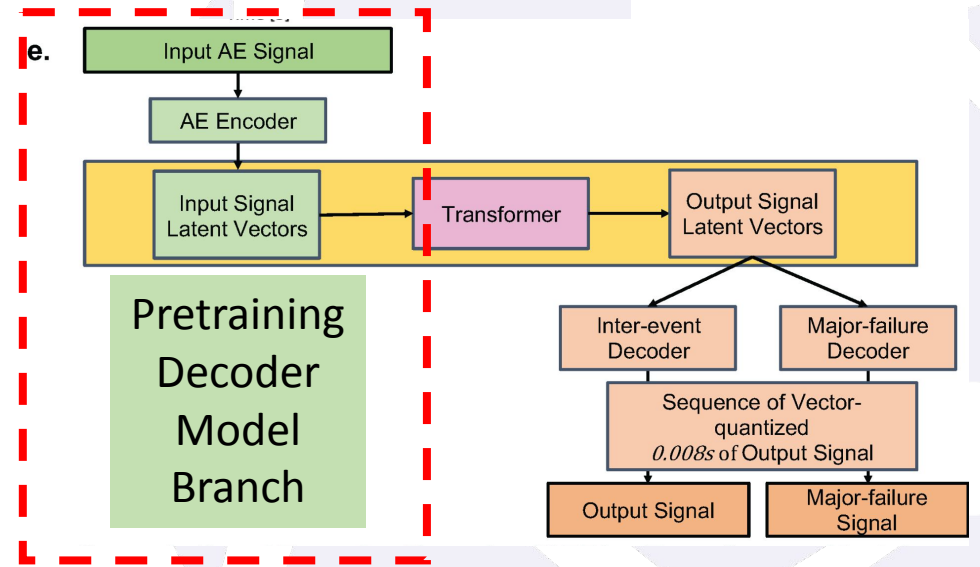 e.
Input AE Signal
AE Encoder
Input Signal
Latent Vectors
Transformer
Output Signal
Latent Vectors
Pretraining
Decoder
Model
Branch
Inter-event
Decoder
Major-failure
Decoder
Sequence of Vector-
quantized
0.008s of Output Signal
Output Signal
Major-failure
Signal